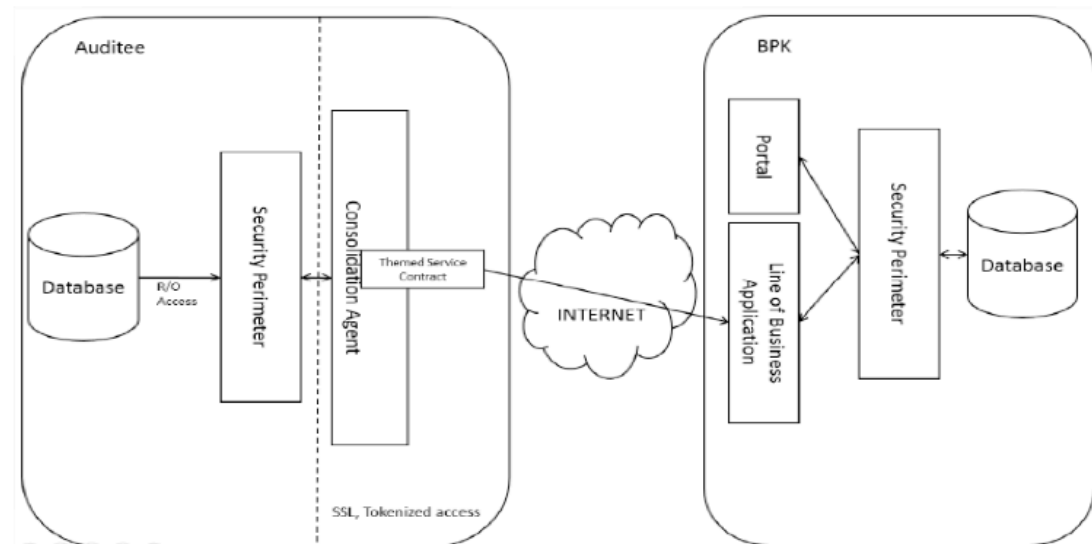 Auditee
Database
R/O
Access
Security Perimeter
Consolidation Agent
Themed Service
Contract
SSL, Tokenized access
INTERNET
BPK
Portal
Line of Business
Application
Security Perimeter
Database